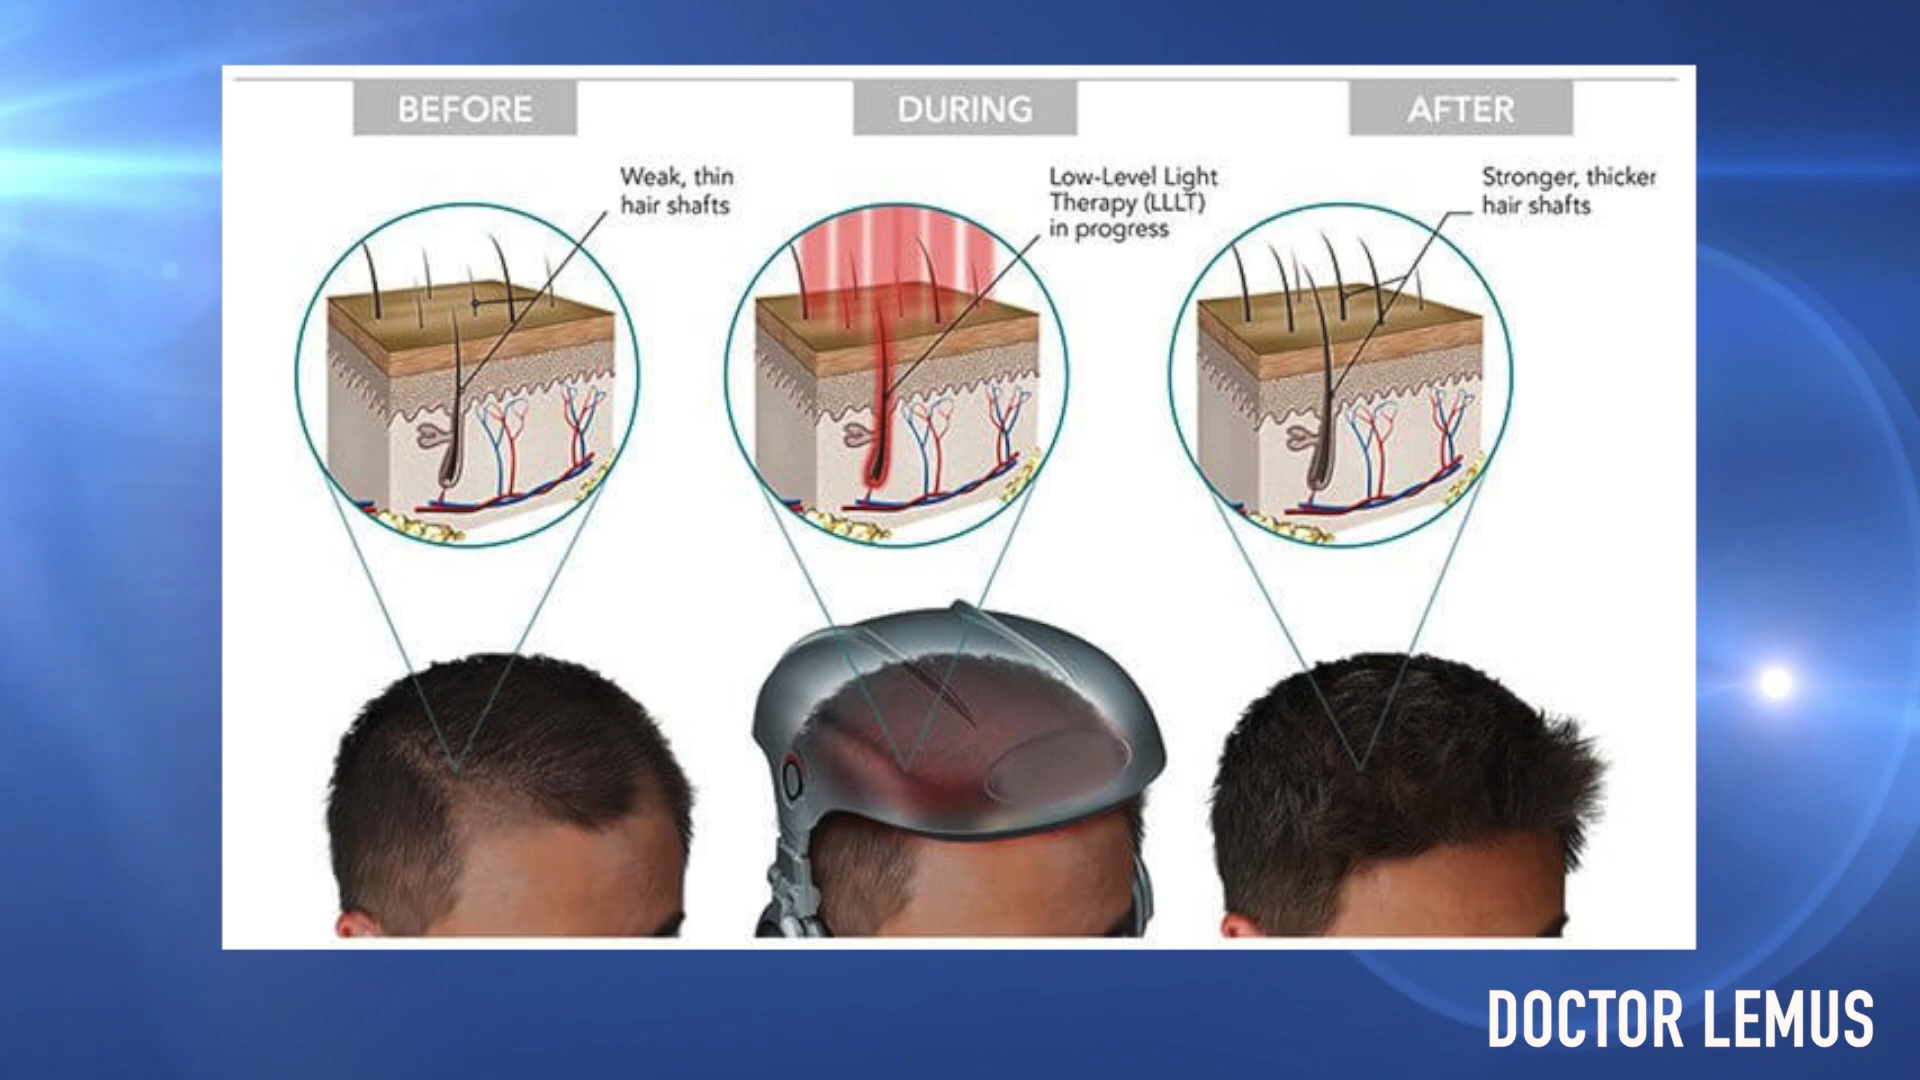 BEFORE
DURING
AFTER
Weak, thin
hair shafts
Low-Level Light
Therapy (LLLT)
in progress
Stronger, thicker
hair shafts
DOCTOR LEMUS